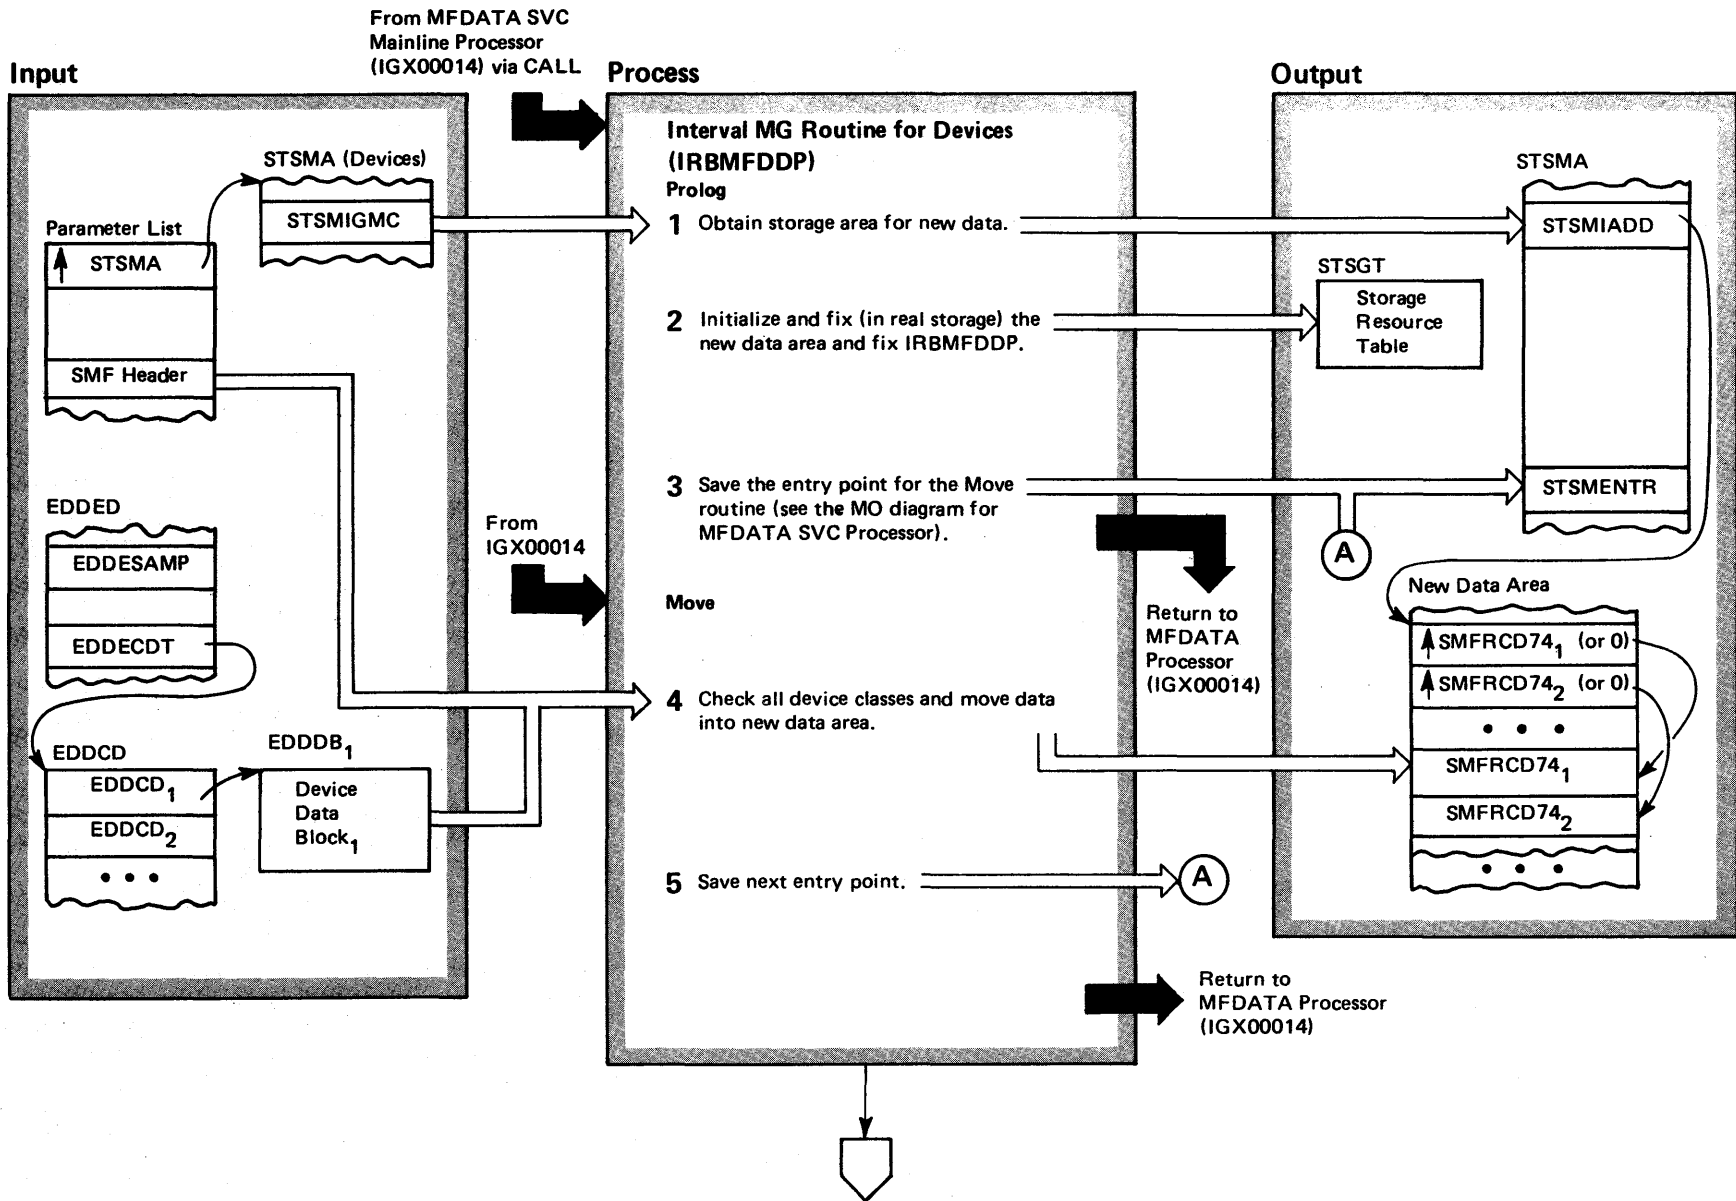 From MFDATA SVC
Mainline Processor
(IGX00014) via CALL
Input
Process
Output
STSMA (Devices)
STSMIGMC
Parameter List
STSMA
SMF Header
EDDED
EDDESAMP
EDDECDT
EDDCD
EDDCD1
EDDCD2
• • •
EDDDB1
Device
Data
Block1
From
IGX00014
Interval MG Routine for Devices
(IRBMFDDP)
Prolog
1 Obtain storage area for new data.
2 Initialize and fix (in real storage) the
new data area and fix IRBMFDDP.
3 Save the entry point for the Move
routine (see the MO diagram for
MFDATA SVC Processor).
Move
4 Check all device classes and move data
into new data area.
5 Save next entry point.
A
Return to
MFDATA
Processor
(IGX00014)
Return to
MFDATA Processor
(IGX00014)
STSMA
STSMIADD
STSGT
Storage
Resource
Table
STSMENTR
A
New Data Area
SMFRCD741 (or 0)
SMFRCD742 (or 0)
• • •
SMFRCD741
SMFRCD742
• • •